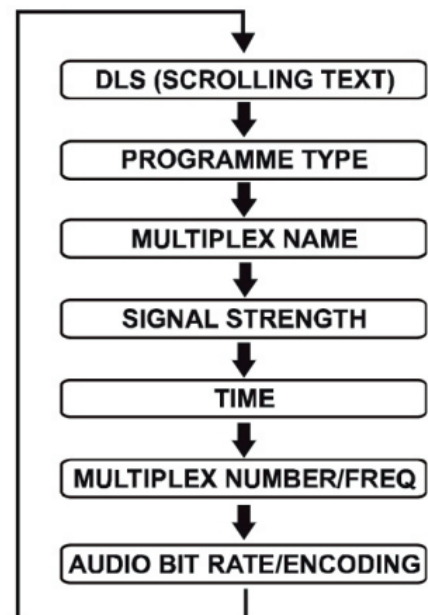 DLS (SCROLLING TEXT)
PROGRAMME TYPE
MULTIPLEX NAME
SIGNAL STRENGTH
TIME
MULTIPLEX NUMBER/FREQ
AUDIO BIT RATE/ENCODING